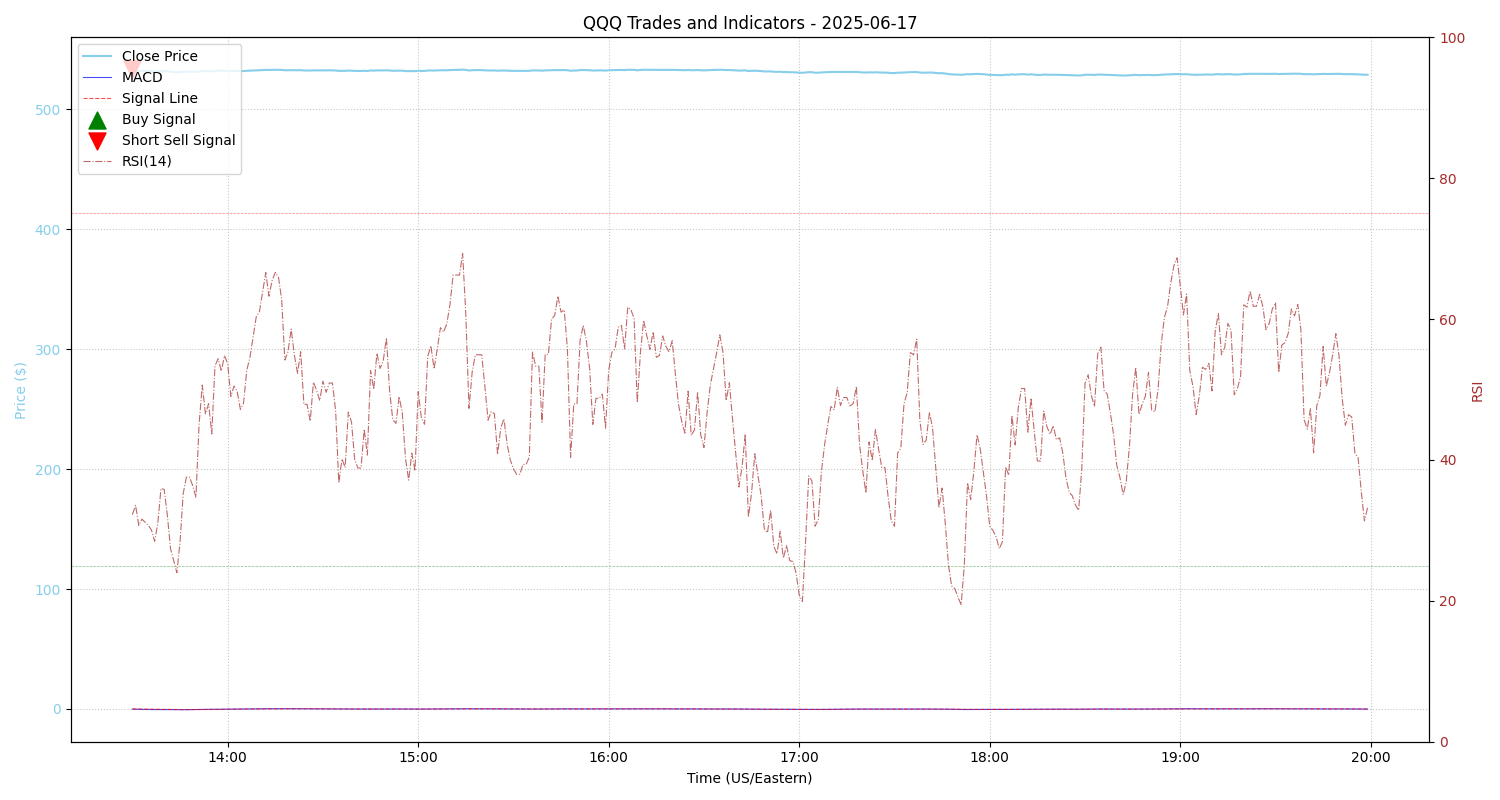 QQQ Trades and Indicators - 2025-06-17
Close Price
MACD
Signal Line
Buy Signal
Short Sell Signal
RSI(14)
500
400
300
200
100
0
Price ($)
100
80
60
40
20
0
RSI
14:00
15:00
16:00
17:00
18:00
19:00
20:00
Time (US/Eastern)